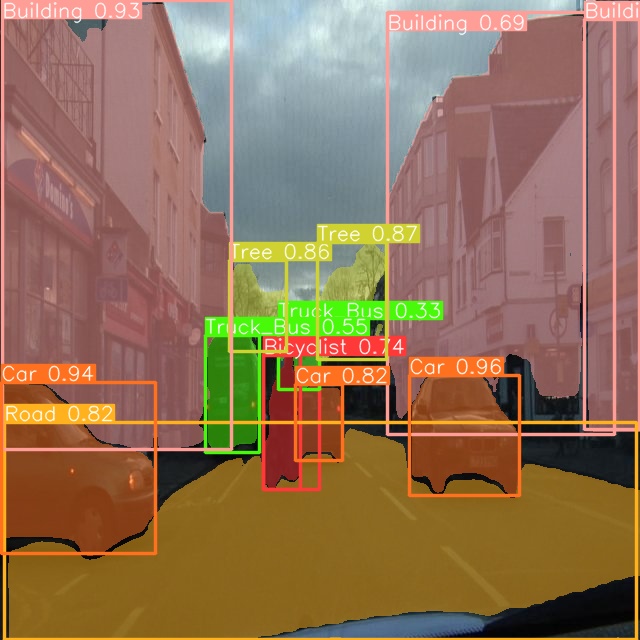 Building 0.93
Buildi
Building 0.69
Domino's
Tree 0.87
Tree 0.86
Truck_Bus 0.33
Truck_Bus 0.55
Bicyclist 0.74
Car 0.94
Car 0.82
Car 0.96
Road 0.82